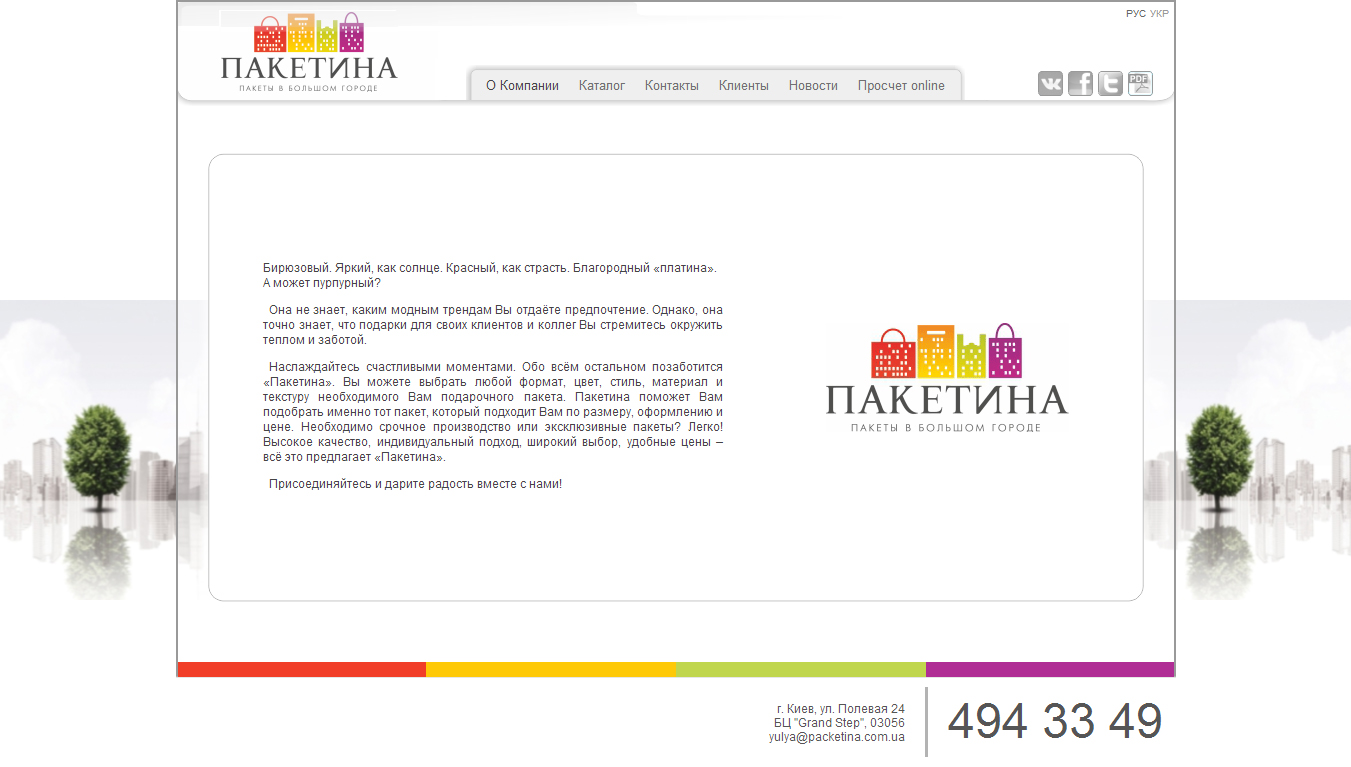 РУС УКР
ПАКЕТИНА
ПАКЕТЫ В БОЛЬШОМ ГОРОДЕ
О Компании Каталог Контакты Клиенты Новости Просчет online
PDF
Бирюзовый. Яркий, как солнце. Красный, как страсть. Благородный «платина».
А может пурпурный?
Она не знает, каким модным трендам Вы отдаёте предпочтение. Однако, она
точно знает, что подарки для своих клиентов и коллег Вы стремитесь окружить
теплом и заботой.
Наслаждайтесь счастливыми моментами. Обо всём остальном позаботится
«Пакетина». Вы можете выбрать любой формат, цвет, стиль, материал и
текстуру необходимого Вам подарочного пакета. Пакетина поможет Вам
подобрать именно тот пакет, который подходит Вам по размеру, оформлению и
цене. Необходимо срочное производство или эксклюзивные пакеты? Легко!
Высокое качество, индивидуальный подход, широкий выбор, удобные цены –
всё это предлагает «Пакетина».
Присоединяйтесь и дарите радость вместе с нами!
ПАКЕТИНА
ПАКЕТЫ В БОЛЬШОМ ГОРОДЕ
г. Киев, ул. Полевая 24
БЦ "Grand Step", 03056
yulya@packetina.com.ua
494 33 49